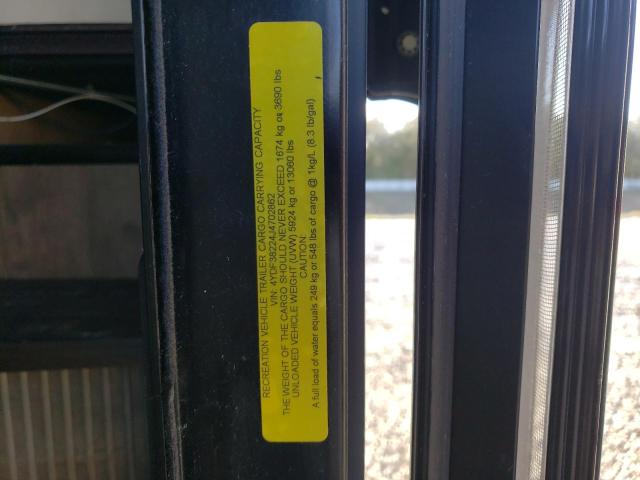 RECREATION VEHICLE TRAILER CARGO CARRYING CAPACITY
VIN: 4YDF38224J4702862
THE WEIGHT OF THE CARGO SHOULD NEVER EXCEED 1674 kg or 3690 lbs
UNLOADED VEHICLE WEIGHT (UVW) 5924 kg or 13060 lbs
CAUTION:
A full load of water equals 249 kg or 548 lbs of cargo @ 1kg/L (8.3 lb/gal)